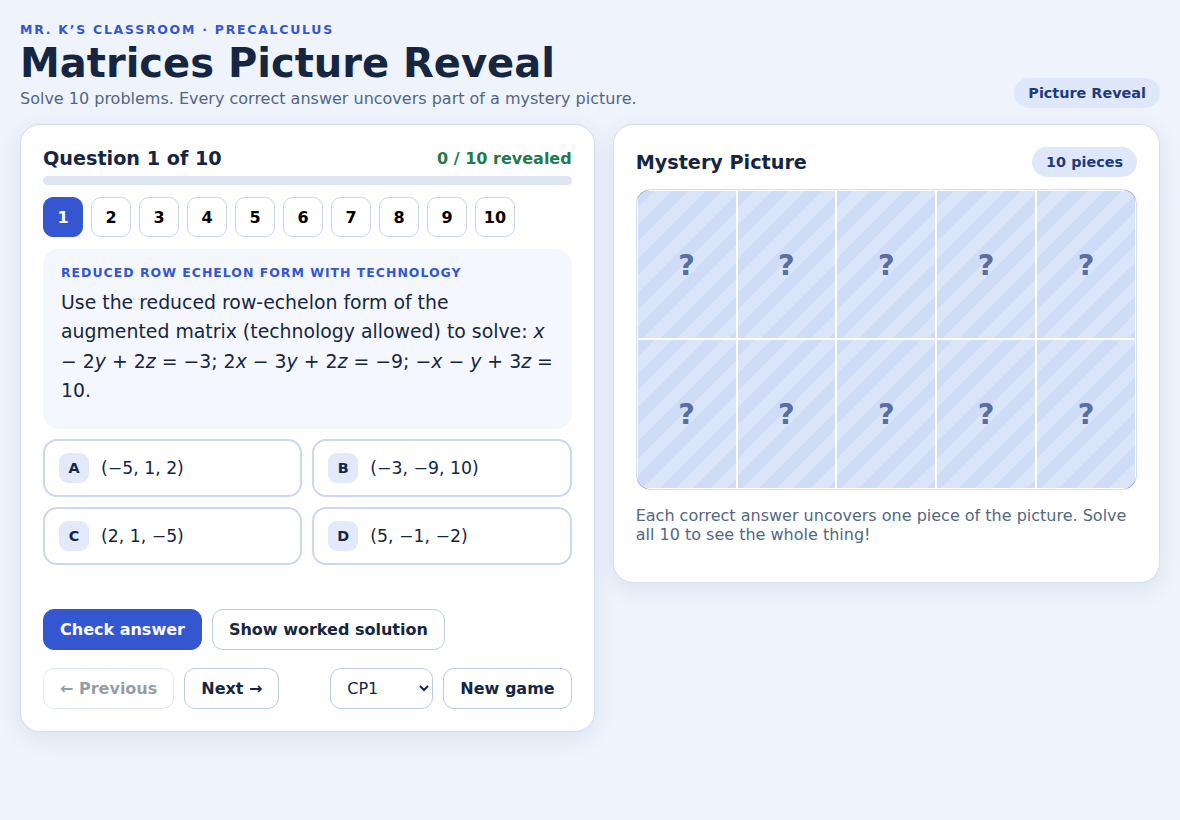 MR. K’S CLASSROOM · PRECALCULUS
Matrices Picture Reveal
Solve 10 problems. Every correct answer uncovers part of a mystery picture.
Picture Reveal
Question 1 of 10
0 / 10 revealed
1 2 3 4 5 6 7 8 9 10
REDUCED ROW ECHELON FORM WITH TECHNOLOGY
Use the reduced row-echelon form of the
augmented matrix (technology allowed) to solve: x
− 2y + 2z = −3; 2x − 3y + 2z = −9; −x − y + 3z =
10.
A (−5, 1, 2)
B (−3, −9, 10)
C (2, 1, −5)
D (5, −1, −2)
Check answer
Show worked solution
← Previous
Next →
CP1
New game
Mystery Picture
10 pieces
? ? ? ? ?
? ? ? ? ?
Each correct answer uncovers one piece of the picture. Solve
all 10 to see the whole thing!